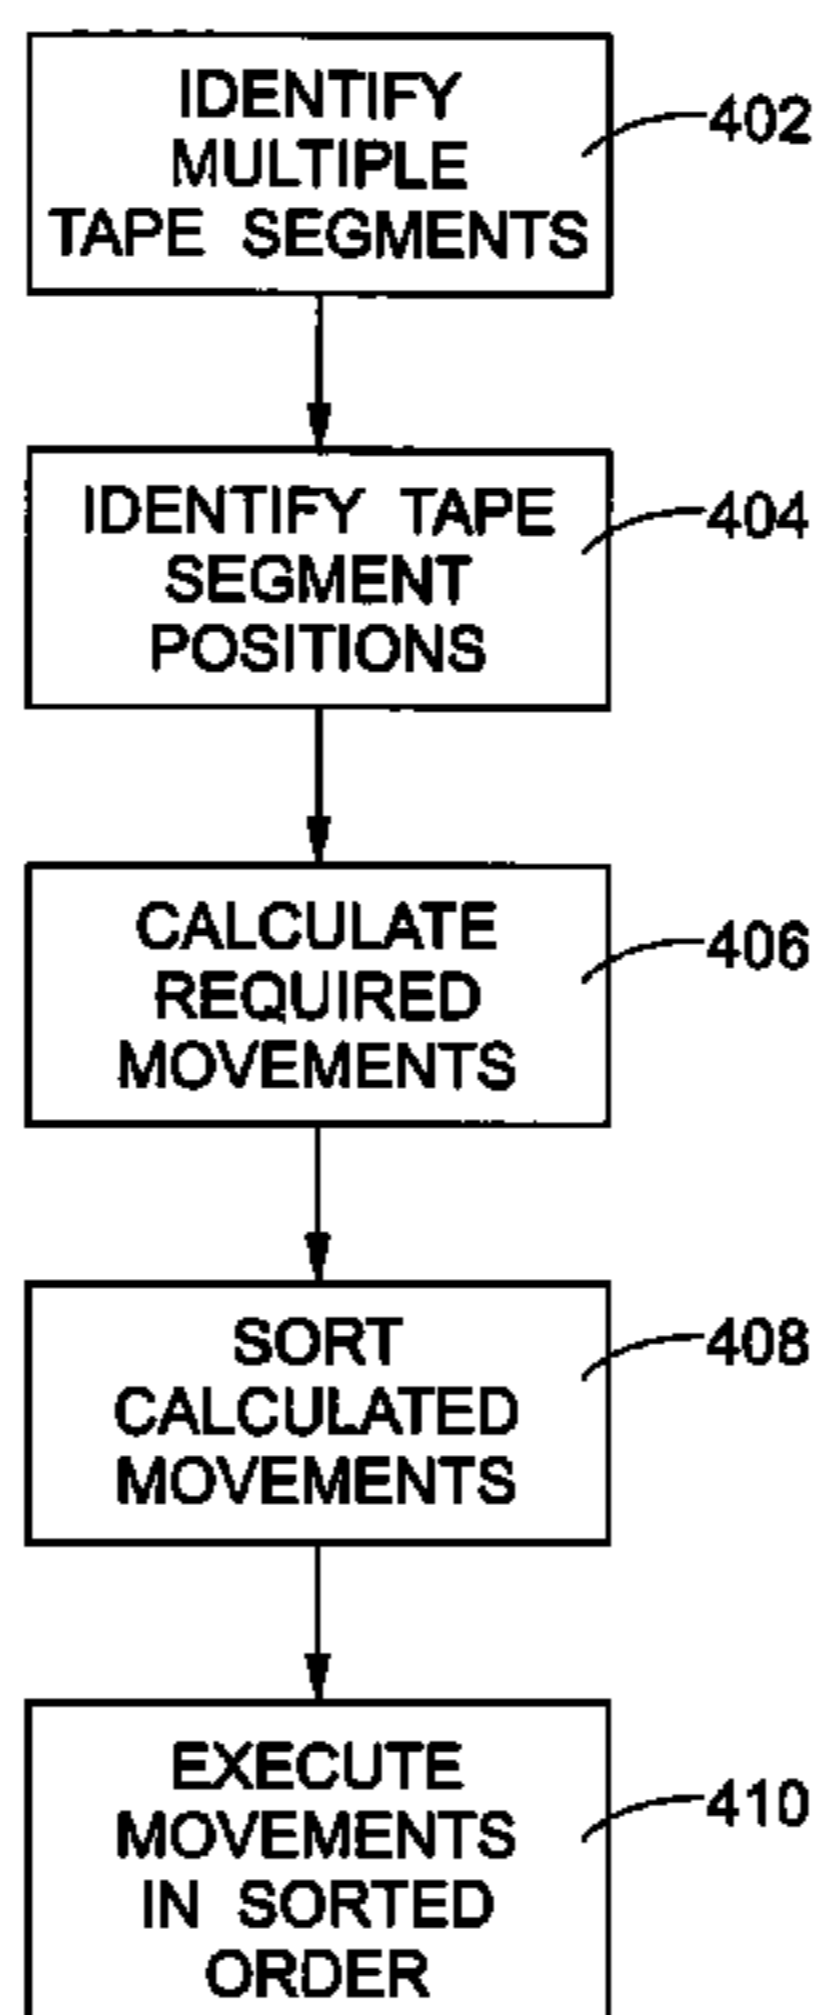 IDENTIFY
MULTIPLE
TAPE SEGMENTS
402
IDENTIFY TAPE
SEGMENT
POSITIONS
404
CALCULATE
REQUIRED
MOVEMENTS
406
SORT
CALCULATED
MOVEMENTS
408
EXECUTE
MOVEMENTS
IN SORTED
ORDER
410